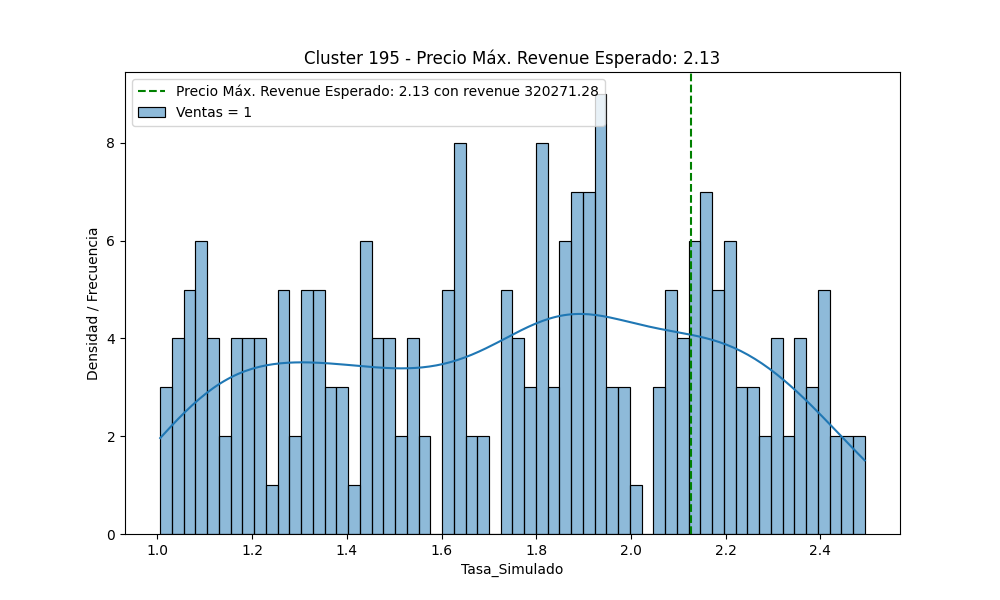 Cluster 195 - Precio Máx. Revenue Esperado: 2.13
Precio Máx. Revenue Esperado: 2.13 con revenue 320271.28
Ventas = 1
Densidad / Frecuencia
8
6
4
2
0
1.0 1.2 1.4 1.6 1.8 2.0 2.2 2.4
Tasa_Simulado